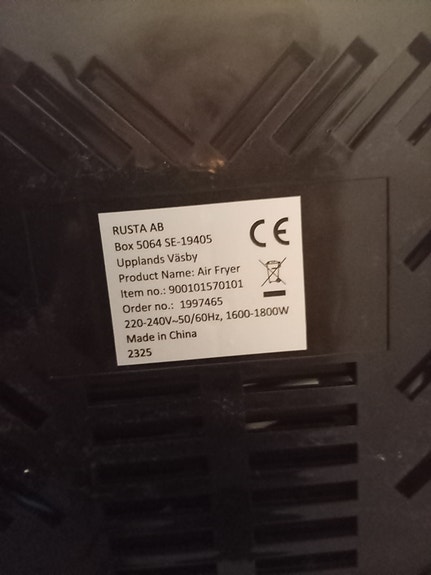 RUSTA AB
Box 5064 SE-19405
Upplands Väsby
Product Name: Air Fryer
Item no.: 900101570101
Order no.: 1997465
220-240V~50/60Hz, 1600-1800W
Made in China
2325
CE